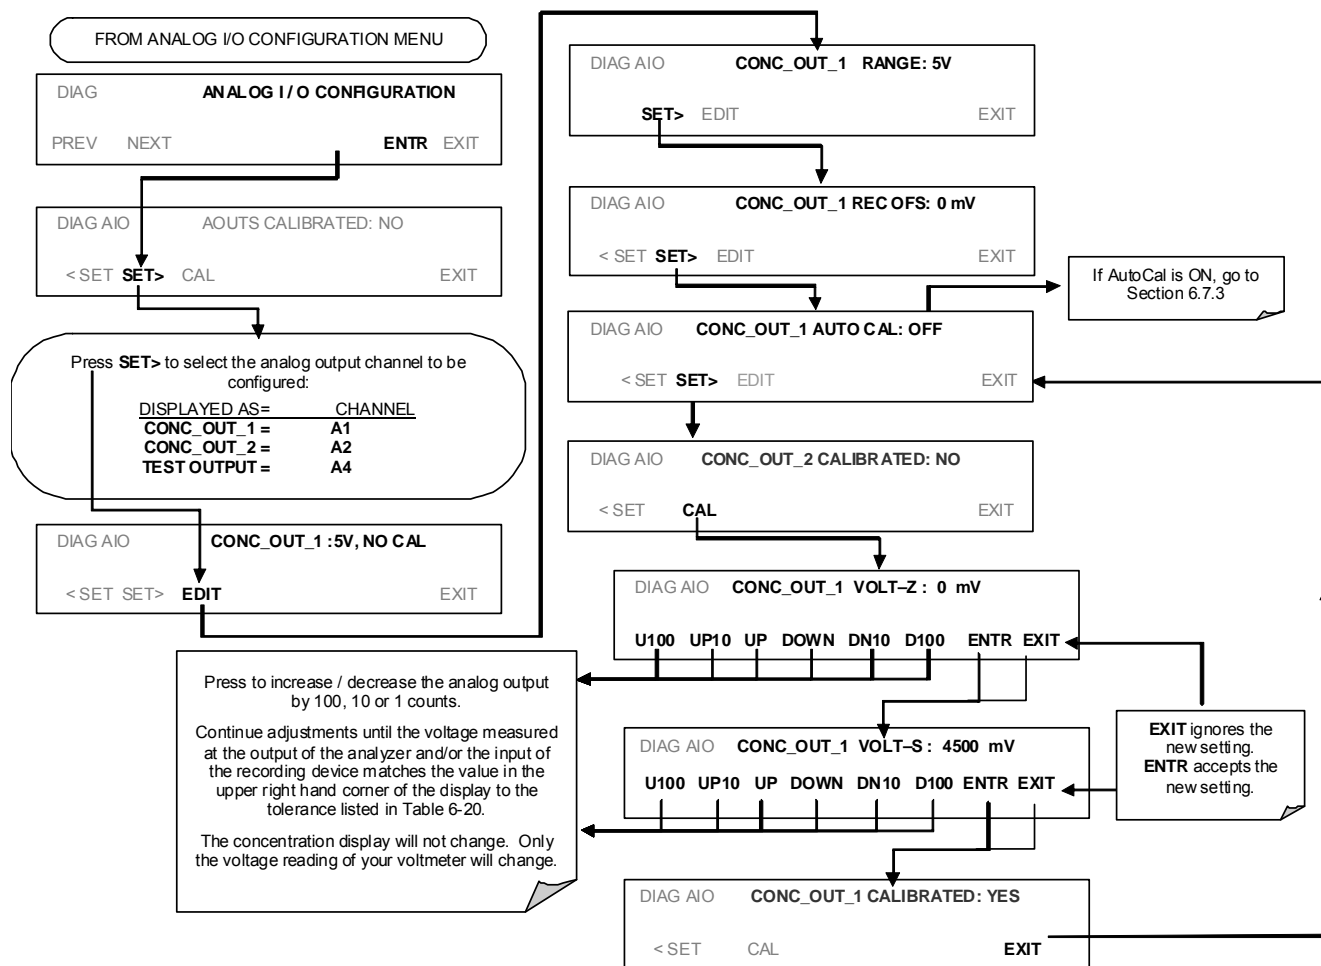 FROM ANALOG I/O CONFIGURATION MENU
DIAG ANALOG I / O CONFIGURATION
PREV NEXT ENTR EXIT
DIAG AIO AOUTS CALIBRATED: NO
< SET SET> CAL EXIT
Press SET> to select the analog output channel to be
configured:
DISPLAYED AS= CHANNEL
CONC_OUT_1 = A1
CONC_OUT_2 = A2
TEST OUTPUT = A4
DIAG AIO CONC_OUT_1 :5V, NO CAL
< SET SET> EDIT EXIT
DIAG AIO CONC_OUT_1 RANGE: 5V
SET> EDIT EXIT
DIAG AIO CONC_OUT_1 REC OFS: 0 mV
< SET SET> EDIT EXIT
If AutoCal is ON, go to
Section 6.7.3
DIAG AIO CONC_OUT_1 AUTO CAL: OFF
< SET SET> EDIT EXIT
DIAG AIO CONC_OUT_2 CALIBRATED: NO
< SET CAL EXIT
DIAG AIO CONC_OUT_1 VOLT–Z : 0 mV
U100 UP10 UP DOWN DN10 D100 ENTR EXIT
Press to increase / decrease the analog output
by 100, 10 or 1 counts.
Continue adjustments until the voltage measured
at the output of the analyzer and/or the input of
the recording device matches the value in the
upper right hand corner of the display to the
tolerance listed in Table 6-20.
The concentration display will not change. Only
the voltage reading of your voltmeter will change.
DIAG AIO CONC_OUT_1 VOLT–S : 4500 mV
U100 UP10 UP DOWN DN10 D100 ENTR EXIT
EXIT ignores the
new setting.
ENTR accepts the
new setting.
DIAG AIO CONC_OUT_1 CALIBRATED: YES
< SET CAL EXIT